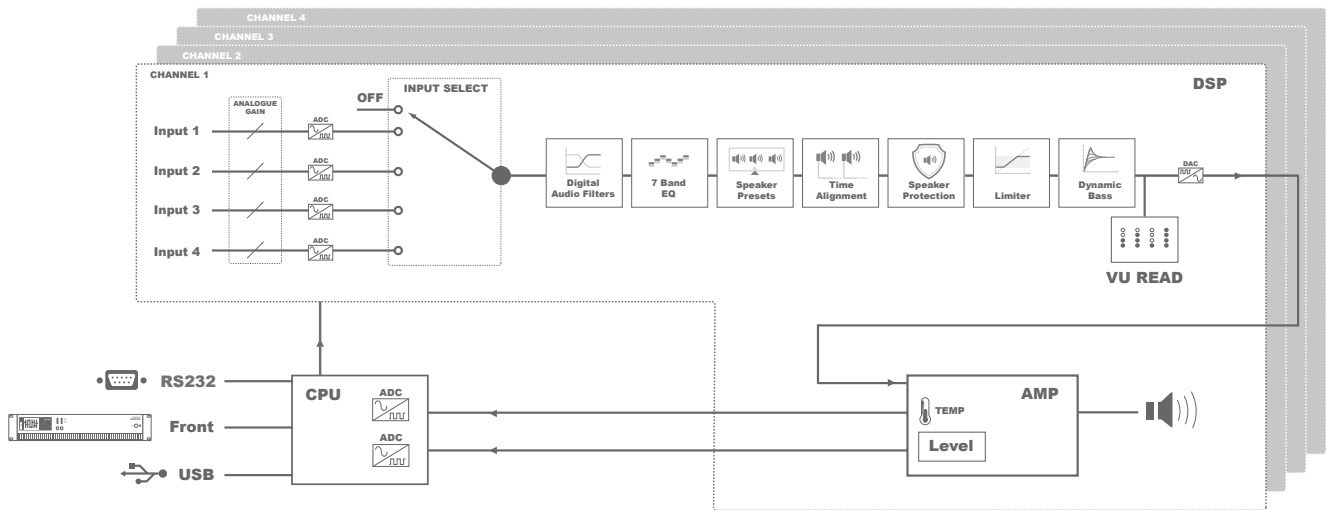 CHANNEL 4
CHANNEL 3
CHANNEL 2
CHANNEL 1
DSP
INPUT SELECT
ANALOGUE
GAIN
OFF
ADC
Input 1
ADC
Input 2
ADC
Input 3
ADC
Input 4
Digital
Audio Filters
7 Band
EQ
Speaker
Presets
Time
Alignment
Speaker
Protection
Limiter
Dynamic
Bass
DAC
VU READ
RS232
Front
USB
CPU
ADC
ADC
AMP
TEMP
Level